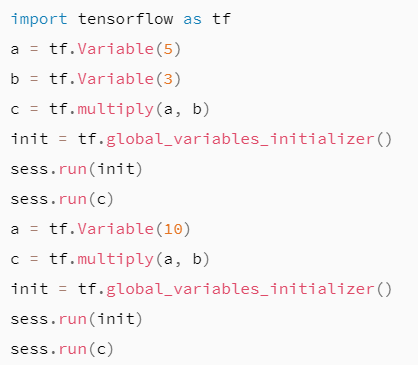 import tensorflow as tf
a = tf.Variable(5)
b = tf.Variable(3)
c = tf.multiply(a, b)
init = tf.global_variables_initializer()
sess.run(init)
sess.run(c)
a = tf.Variable(10)
c = tf.multiply(a, b)
init = tf.global_variables_initializer()
sess.run(init)
sess.run(c)